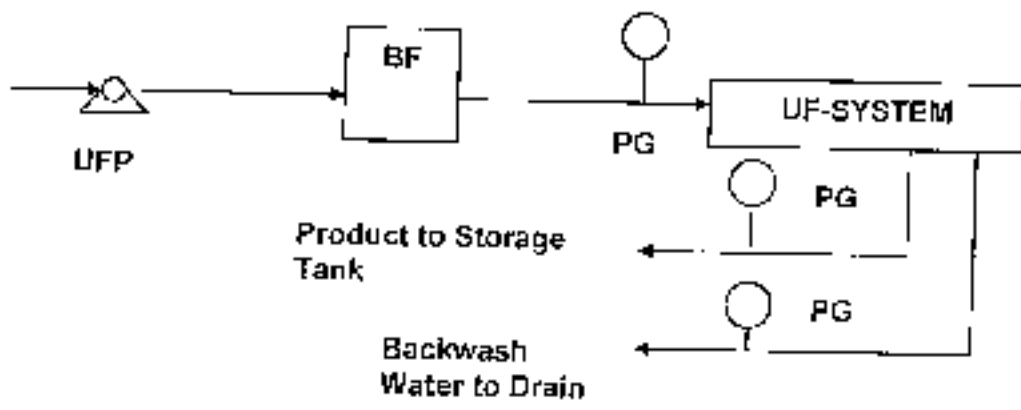 BF
UF-SYSTEM
UFP
PG
PG
Product to Storage
Tank
PG
Backwash
Water to Drain